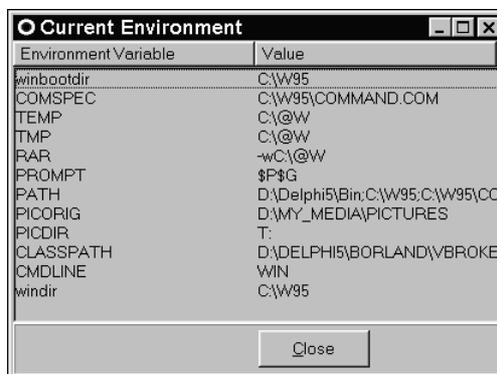 Current Environment
Environment Variable Value
winbootdir C:\W95
COMSPEC C:\W95\COMMAND.COM
TEMP C:\@W
TMP C:\@W
RAR -wC:\@W
PROMPT $P$G
PATH D:\Delphi5\Bin;C:\W95;C:\W95\CO
PICORIG D:\MY_MEDIA\PICTURES
PICDIR T:
CLASSPATH D:\DELPHI5\BORLAND\VBROKE
CMDLINE WIN
windir C:\W95
Close